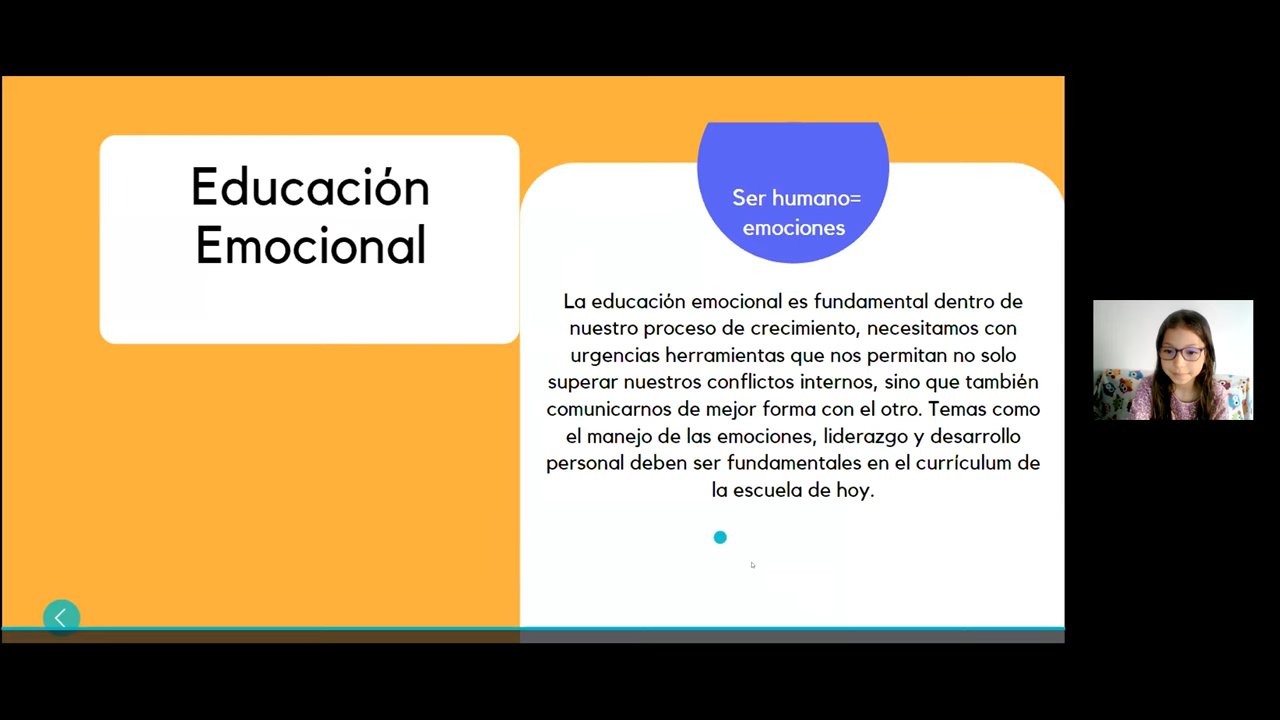 Educación
Emocional
Ser humano=
emociones
La educación emocional es fundamental dentro de
nuestro proceso de crecimiento, necesitamos con
urgencias herramientas que nos permitan no solo
superar nuestros conflictos internos, sino que también
comunicarnos de mejor forma con el otro. Temas como
el manejo de las emociones, liderazgo y desarrollo
personal deben ser fundamentales en el currículum de
la escuela de hoy.